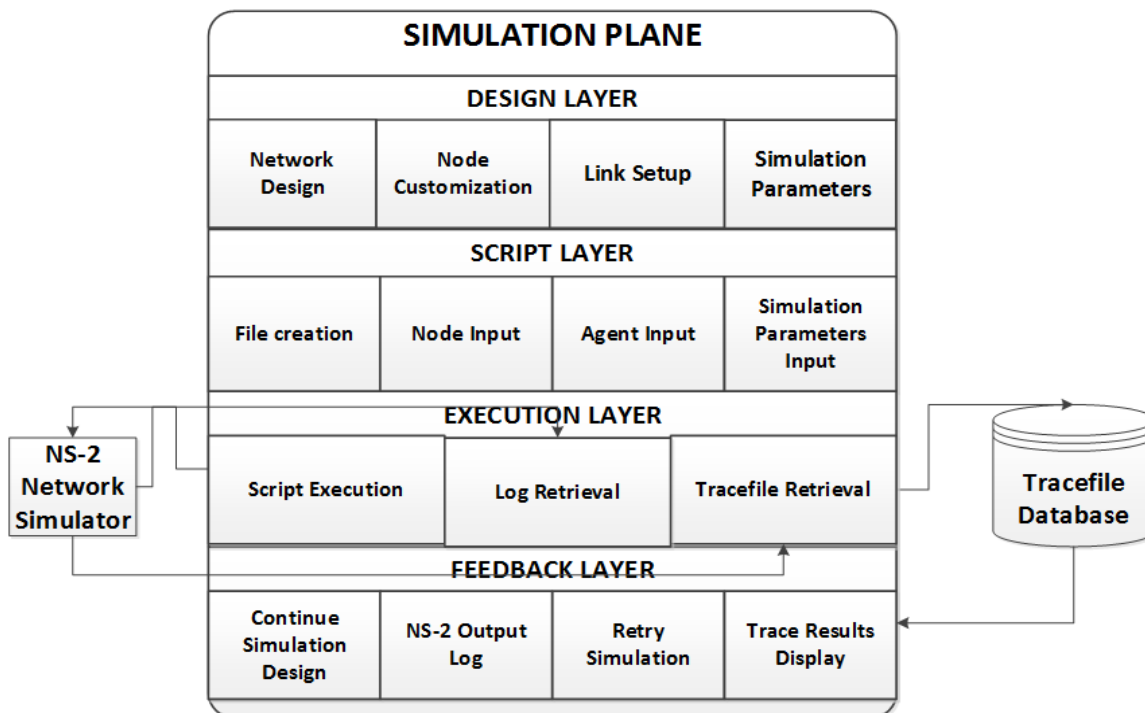 SIMULATION PLANE
DESIGN LAYER
Network
Design
Node
Customization
Link Setup
Simulation
Parameters
SCRIPT LAYER
File creation
Node Input
Agent Input
Simulation
Parameters
Input
EXECUTION LAYER
NS-2
Network
Simulator
Script Execution
Log Retrieval
Tracefile Retrieval
Tracefile
Database
FEEDBACK LAYER
Continue
Simulation
Design
NS-2 Output
Log
Retry
Simulation
Trace Results
Display